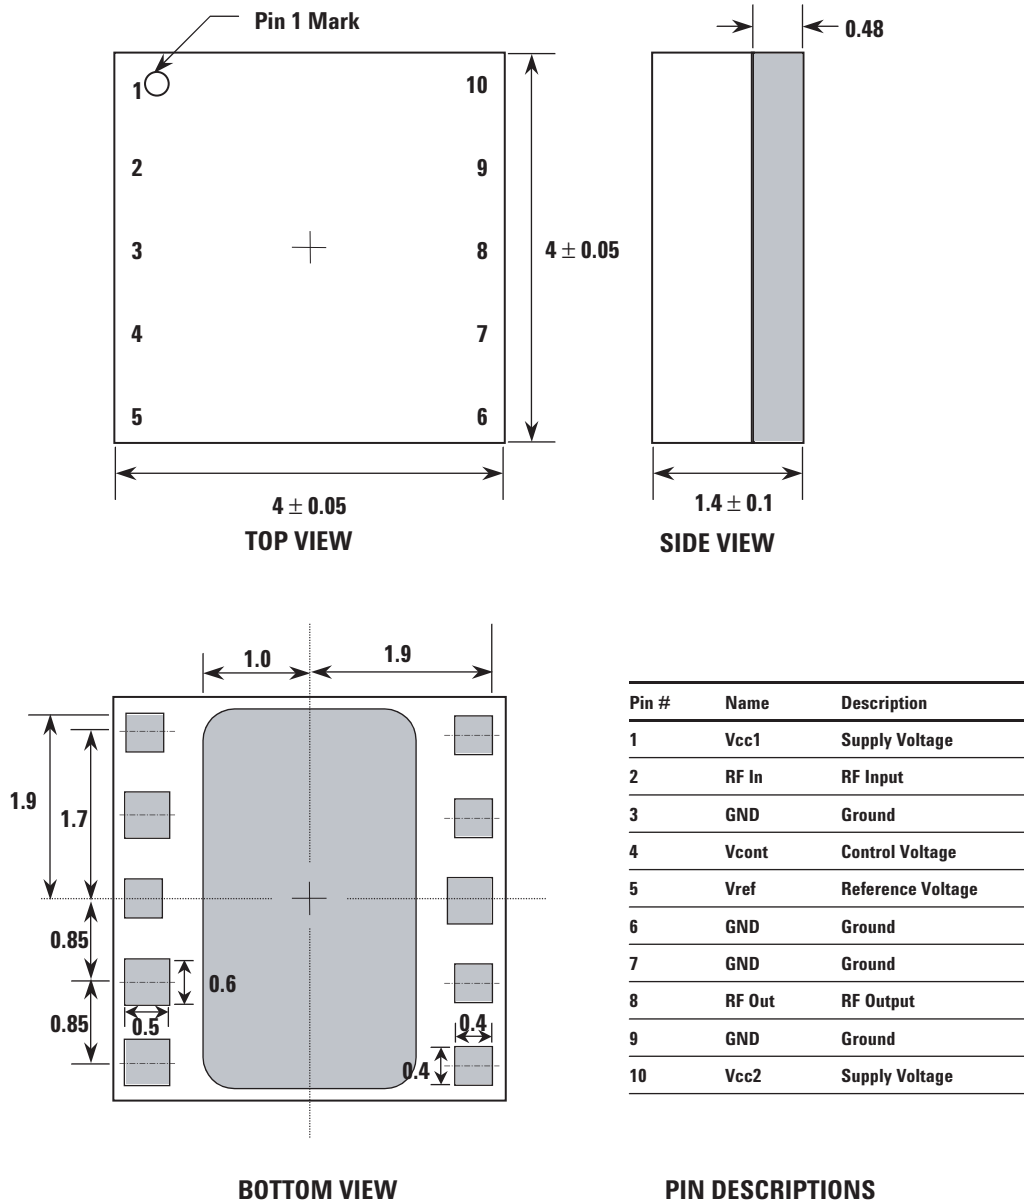 Pin 1 Mark
0.48
1
10
2
9
3
8
4 ± 0.05
4
7
5
6
4 ± 0.05
1.4 ± 0.1
TOP VIEW
SIDE VIEW
1.0
1.9
1.9
1.7
0.85
0.6
0.85
0.5
0.4
0.4
Pin # Name Description
1 Vcc1 Supply Voltage
2 RF In RF Input
3 GND Ground
4 Vcont Control Voltage
5 Vref Reference Voltage
6 GND Ground
7 GND Ground
8 RF Out RF Output
9 GND Ground
10 Vcc2 Supply Voltage
BOTTOM VIEW
PIN DESCRIPTIONS